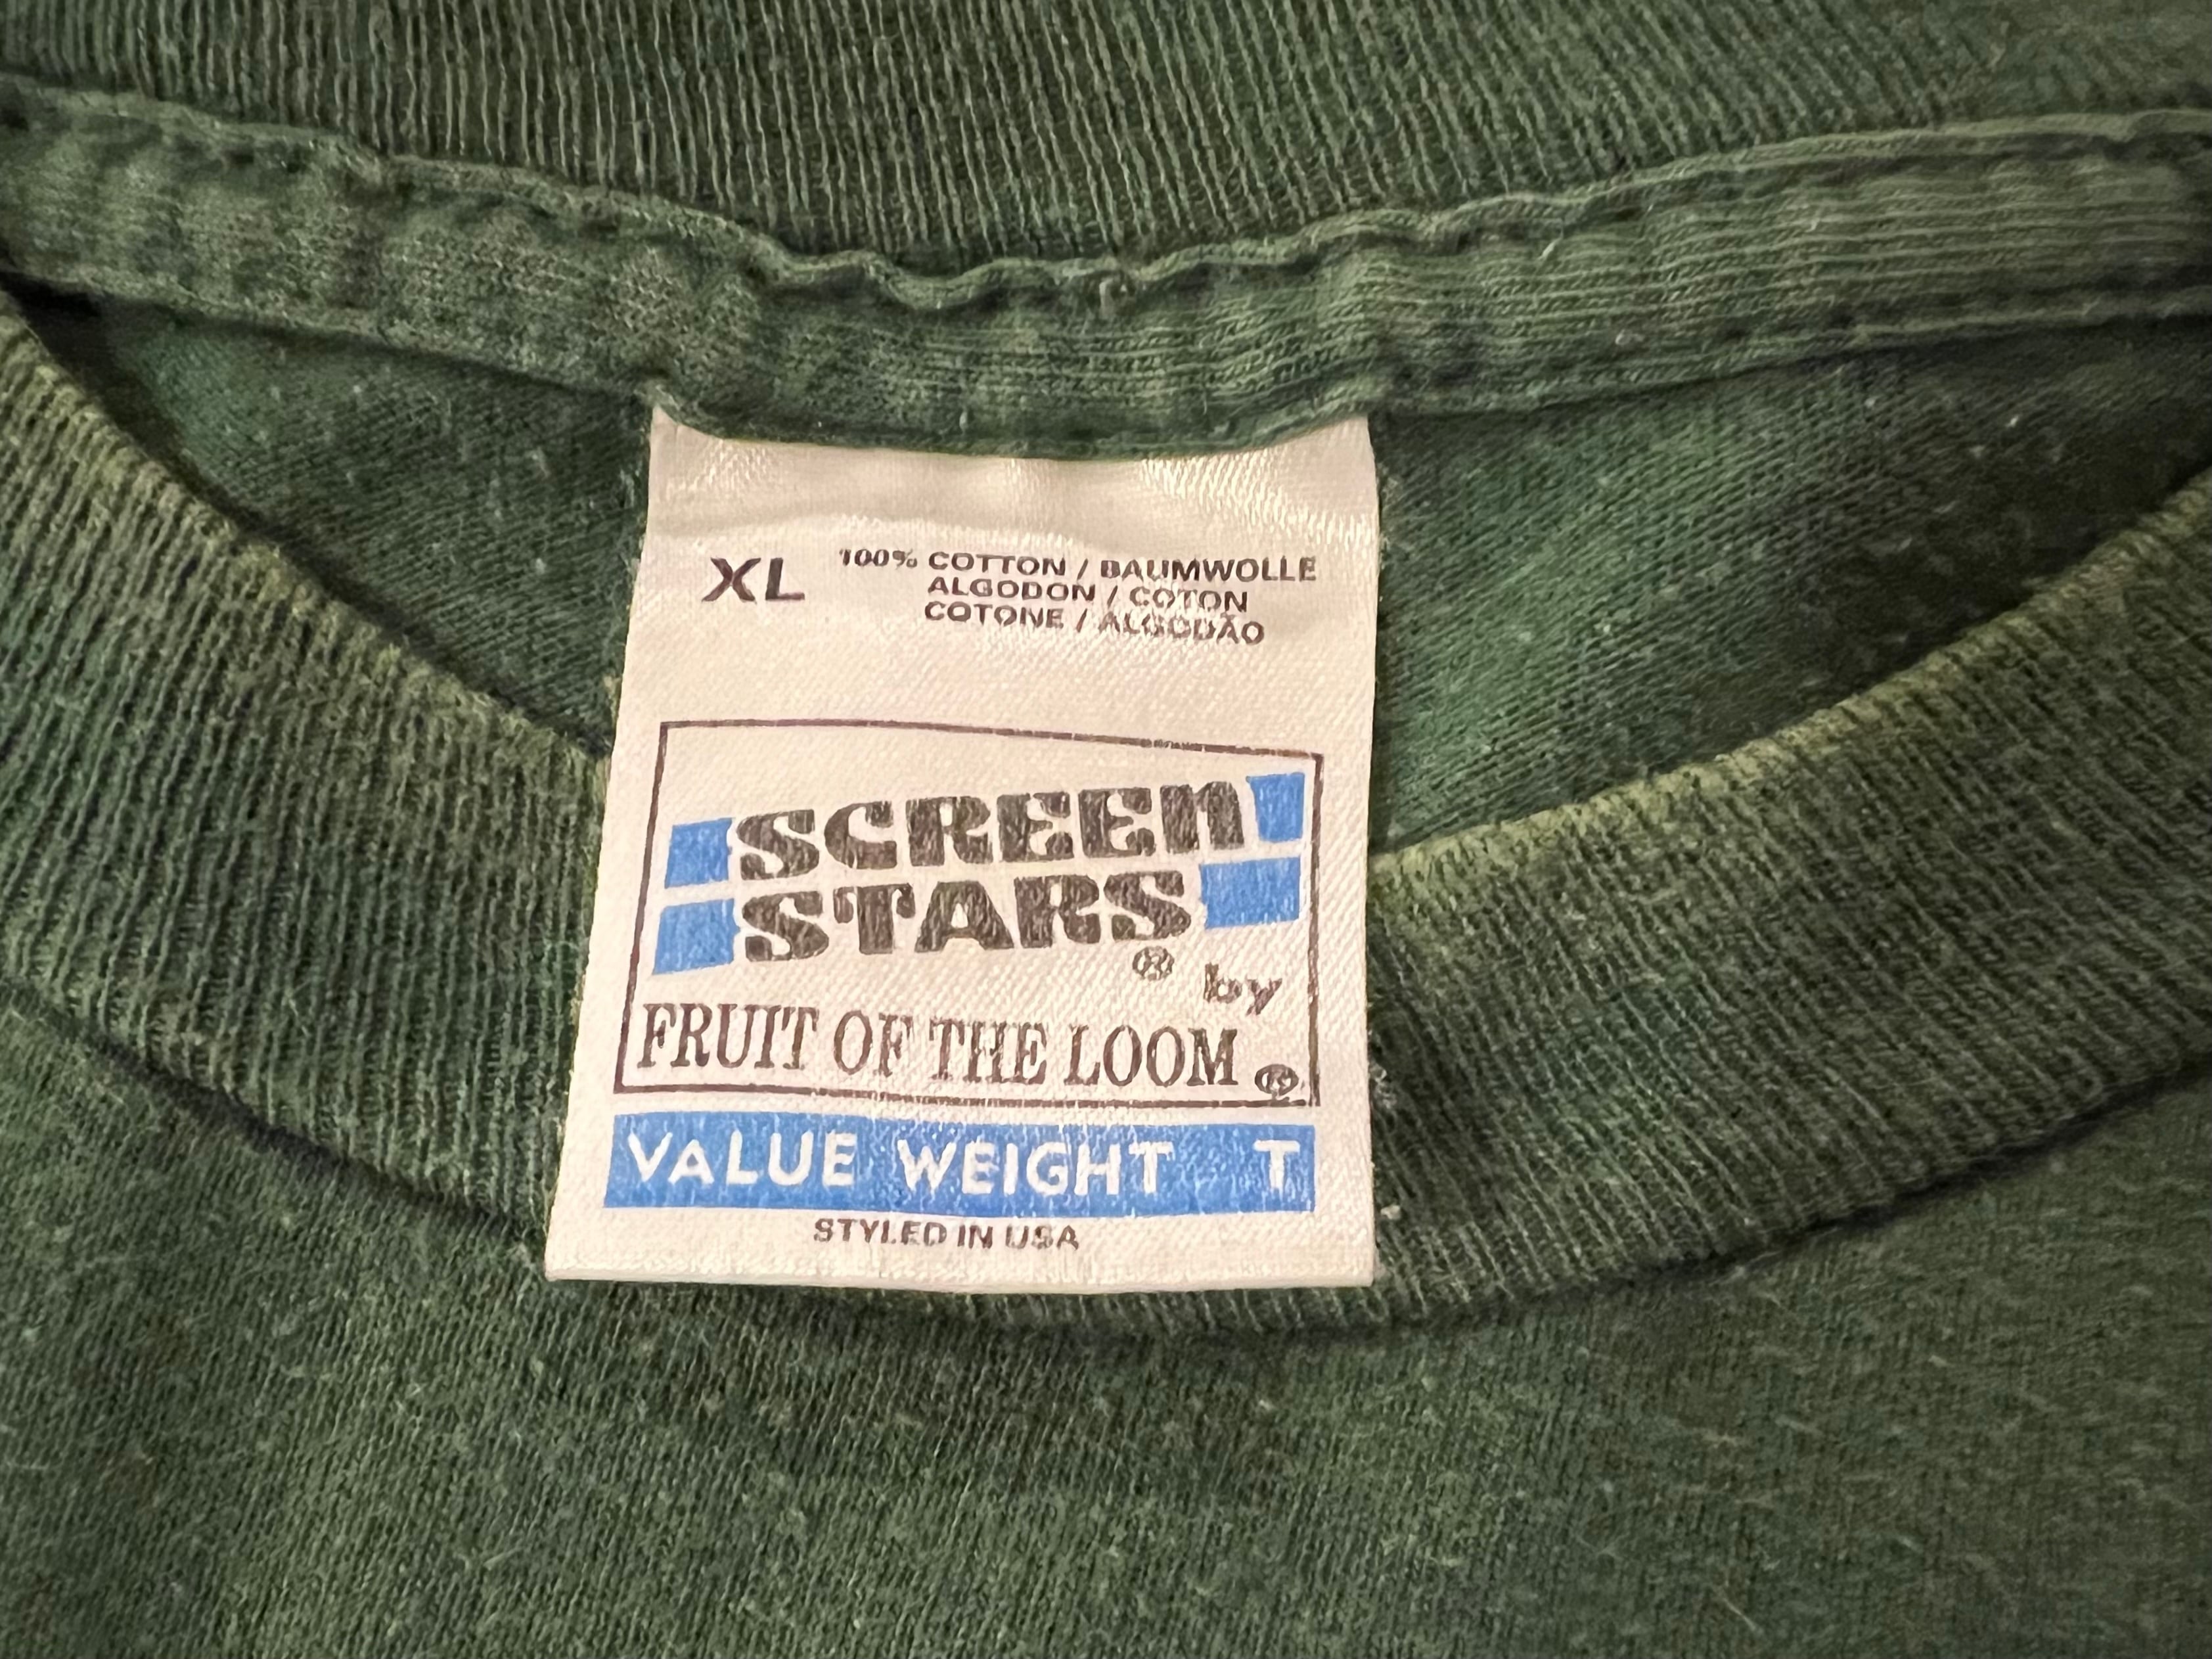 XL 100% COTTON / BAUMWOLLE
ALGODON / COTON
COTONE / ALGODÃO
SCREEN
STARS®
by
FRUIT OF THE LOOM®
VALUE WEIGHT T
STYLED IN USA